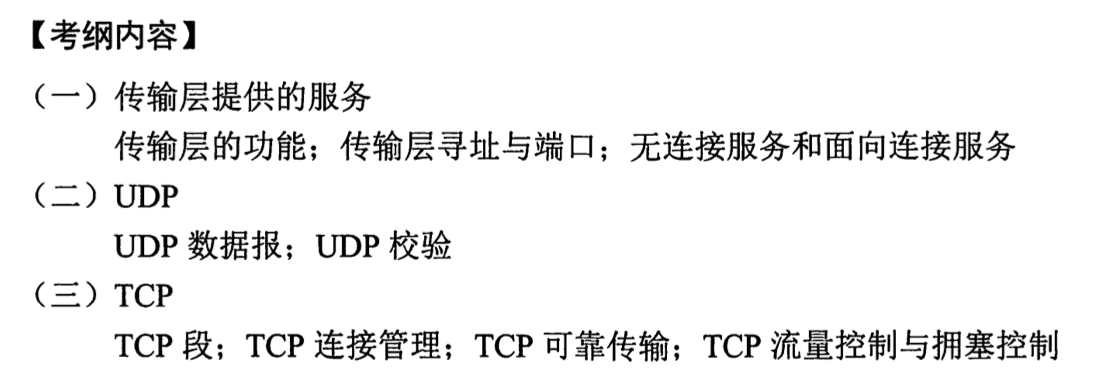 【考纲内容】
（一）传输层提供的服务
传输层的功能；传输层寻址与端口；无连接服务和面向连接服务
（二）UDP
UDP 数据报；UDP 校验
（三）TCP
TCP 段；TCP 连接管理；TCP 可靠传输；TCP 流量控制与拥塞控制